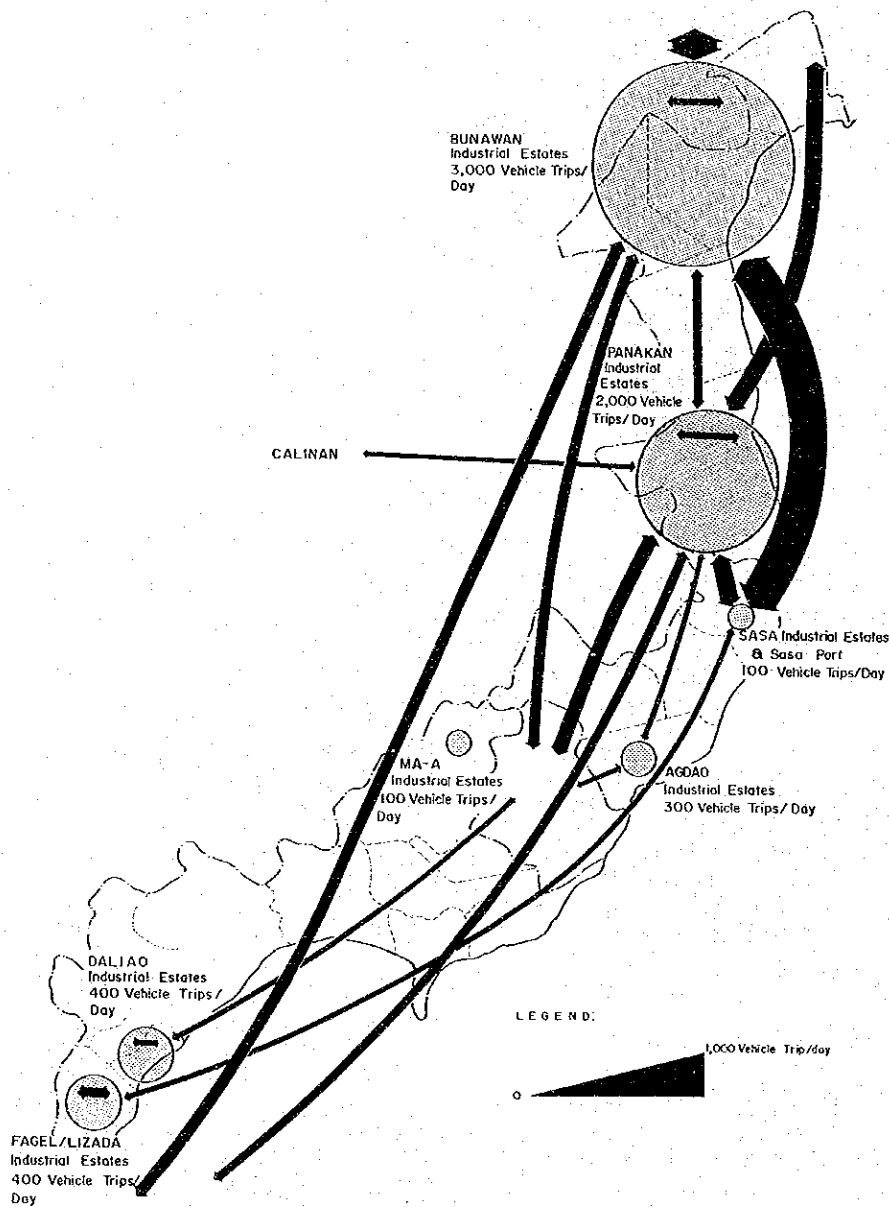 BUNAWAN
Industrial Estates
3,000 Vehicle Trips/
Day
PANAKAN
Industrial
Estates
2,000 Vehicle
Trips/Day
CALINAN
SASA Industrial Estates
& Sasa Port
100 Vehicle Trips/Day
MA-A
Industrial Estates
100 Vehicle Trips/
Day
AGDAO
Industrial Estates
300 Vehicle Trips/Day
DALIAO
Industrial Estates
400 Vehicle Trips/
Day
LEGEND:
1,000 Vehicle Trip/day
0
FAGEL/LIZADA
Industrial Estates
400 Vehicle Trips/
Day